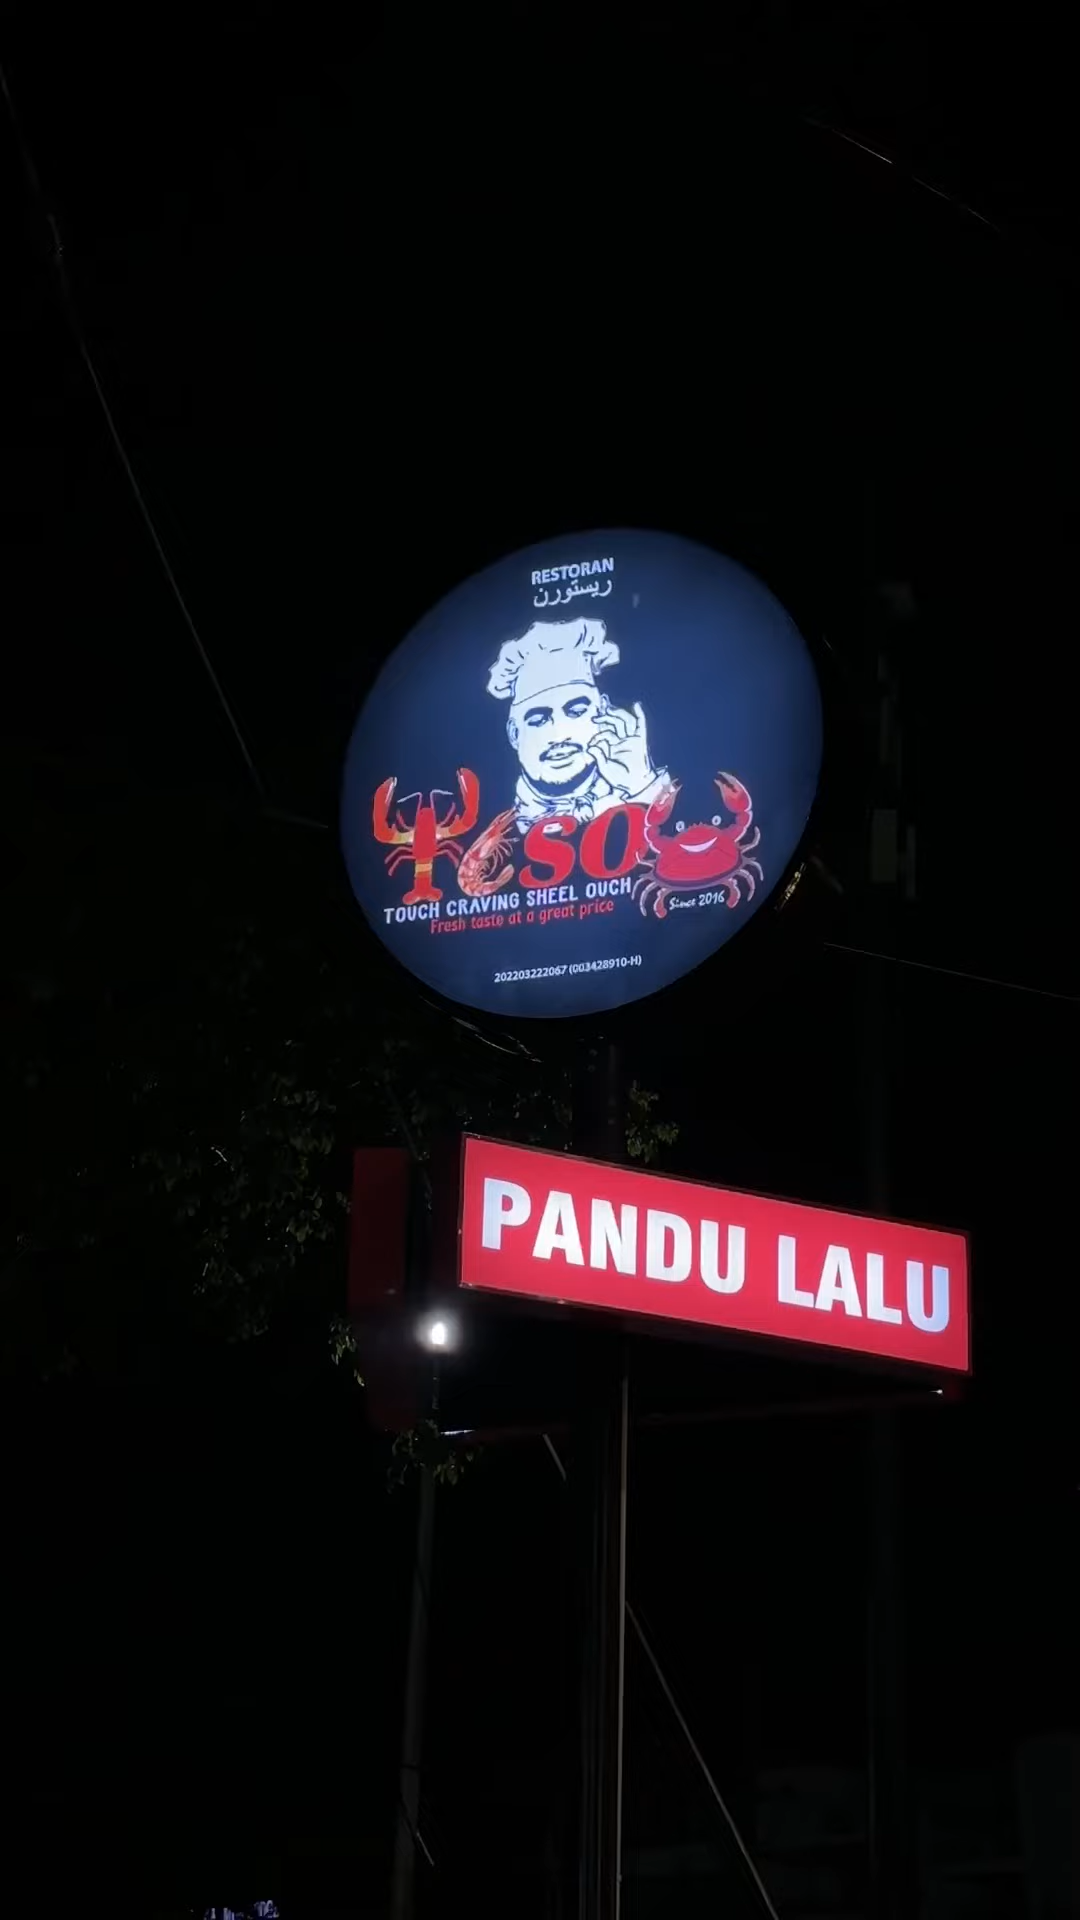 RESTORAN
ريستورن
TCSO
TOUCH CRAVING SHEEL OUCH
Fresh taste at a great price
Since 2016
202203222067 (003428910-H)
PANDU LALU